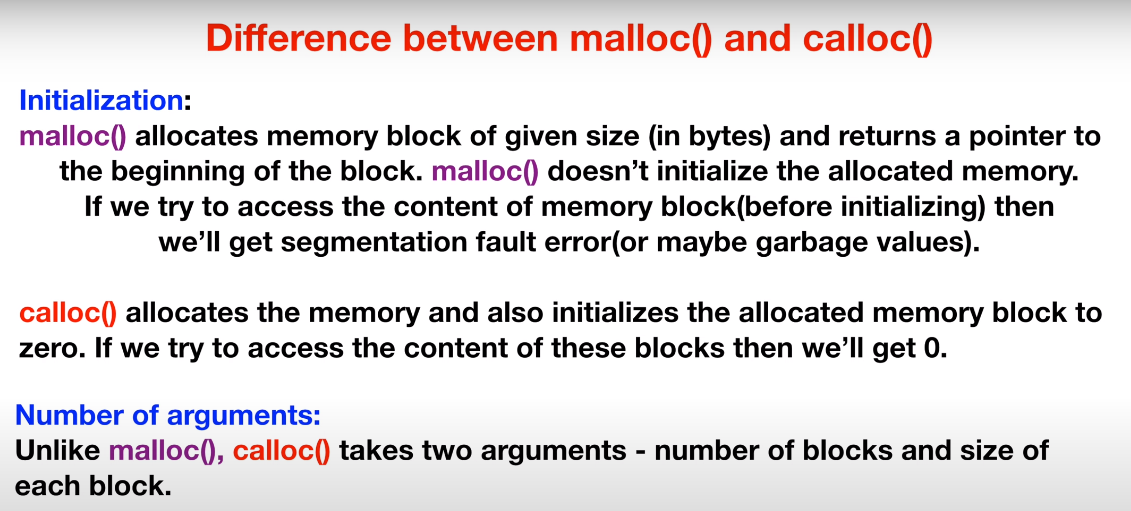 Difference between malloc() and calloc()
Initialization:
malloc() allocates memory block of given size (in bytes) and returns a pointer to
the beginning of the block. malloc() doesn’t initialize the allocated memory.
If we try to access the content of memory block(before initializing) then
we’ll get segmentation fault error(or maybe garbage values).
calloc() allocates the memory and also initializes the allocated memory block to
zero. If we try to access the content of these blocks then we’ll get 0.
Number of arguments:
Unlike malloc(), calloc() takes two arguments - number of blocks and size of
each block.